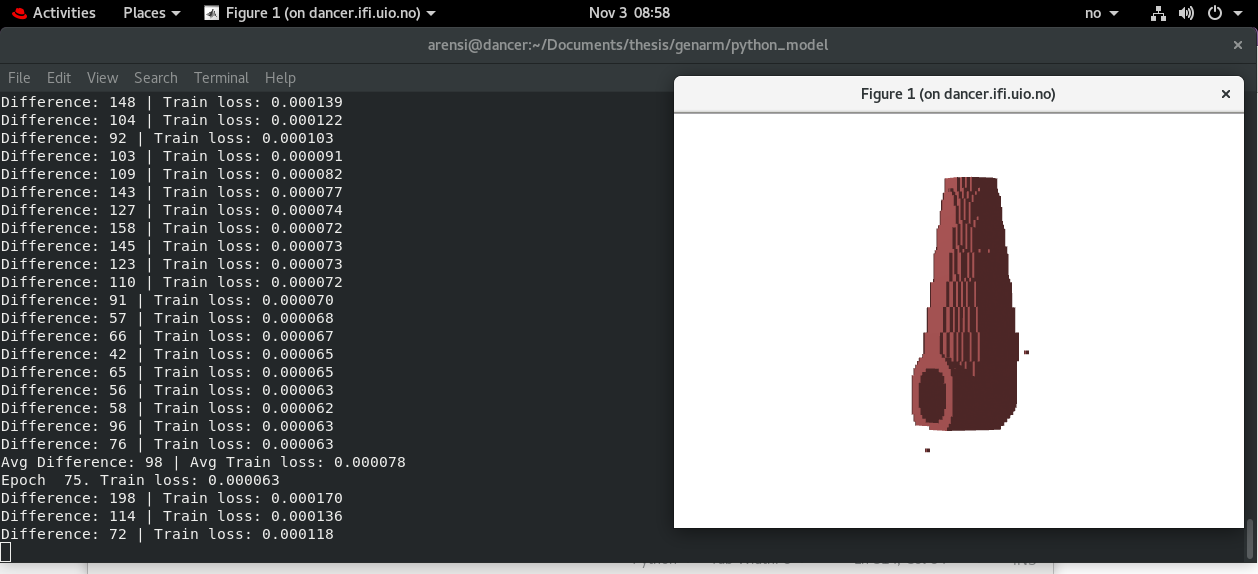 Activities Places Figure 1 (on dancer.ifi.uio.no) Nov 3 08:58 no
arensi@dancer:~/Documents/thesis/genarm/python_model
File Edit View Search Terminal Help
Difference: 148 | Train loss: 0.000139
Difference: 104 | Train loss: 0.000122
Difference: 92 | Train loss: 0.000103
Difference: 103 | Train loss: 0.000091
Difference: 109 | Train loss: 0.000082
Difference: 143 | Train loss: 0.000077
Difference: 127 | Train loss: 0.000074
Difference: 158 | Train loss: 0.000072
Difference: 145 | Train loss: 0.000073
Difference: 123 | Train loss: 0.000073
Difference: 110 | Train loss: 0.000072
Difference: 91 | Train loss: 0.000070
Difference: 57 | Train loss: 0.000068
Difference: 66 | Train loss: 0.000067
Difference: 42 | Train loss: 0.000065
Difference: 65 | Train loss: 0.000065
Difference: 56 | Train loss: 0.000063
Difference: 58 | Train loss: 0.000062
Difference: 96 | Train loss: 0.000063
Difference: 76 | Train loss: 0.000063
Avg Difference: 98 | Avg Train loss: 0.000078
Epoch  75. Train loss: 0.000063
Difference: 198 | Train loss: 0.000170
Difference: 114 | Train loss: 0.000136
Difference: 72 | Train loss: 0.000118
Figure 1 (on dancer.ifi.uio.no)